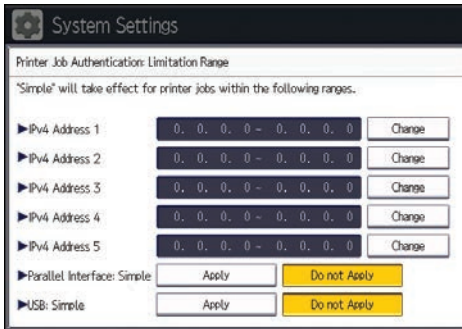 System Settings
Printer Job Authentication: Limitation Range
"Simple" will take effect for printer jobs within the following ranges.
▶IPv4 Address 1 0. 0. 0. 0 ~ 0. 0. 0. 0 Change
▶IPv4 Address 2 0. 0. 0. 0 ~ 0. 0. 0. 0 Change
▶IPv4 Address 3 0. 0. 0. 0 ~ 0. 0. 0. 0 Change
▶IPv4 Address 4 0. 0. 0. 0 ~ 0. 0. 0. 0 Change
▶IPv4 Address 5 0. 0. 0. 0 ~ 0. 0. 0. 0 Change
▶Parallel Interface: Simple Apply Do not Apply
▶USB: Simple Apply Do not Apply